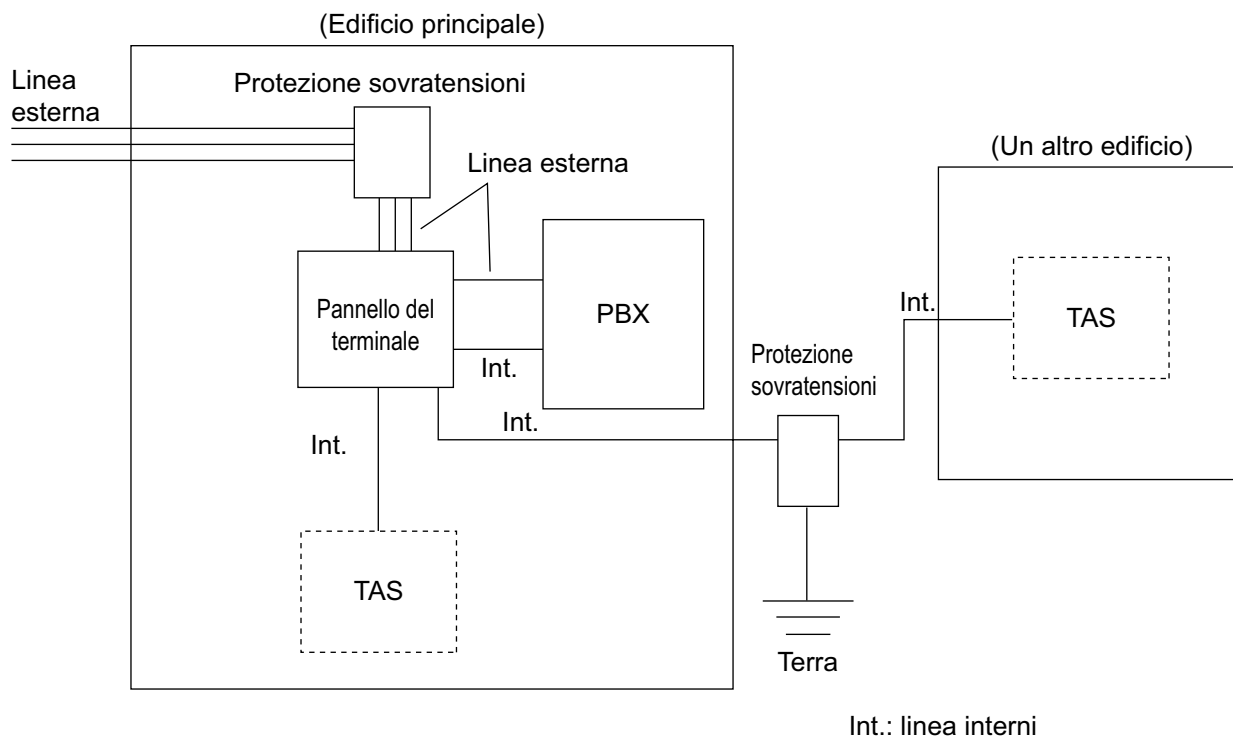 (Edificio principale)
Linea
esterna
Protezione sovratensioni
Linea esterna
(Un altro edificio)
Pannello del
terminale
PBX
Int.
TAS
Int.
Protezione
sovratensioni
Int.
Int.
TAS
Terra
Int.: linea interni